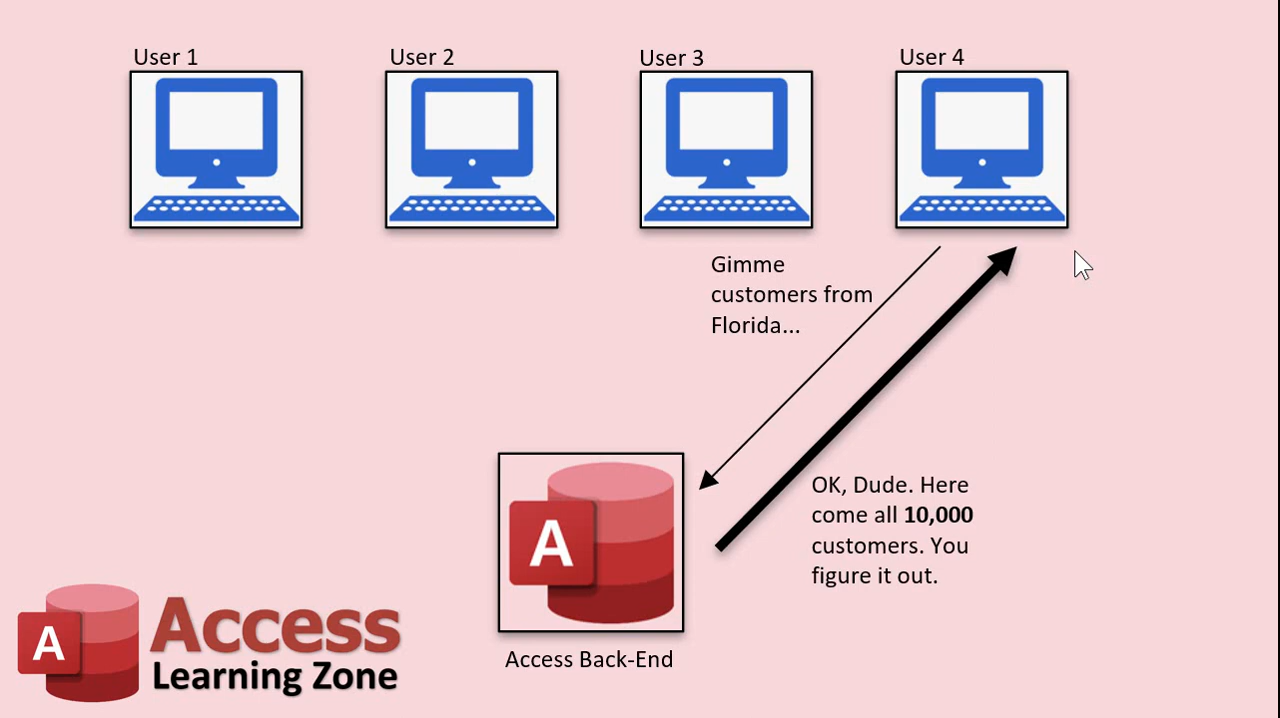 User 1
User 2
User 3
User 4
Gimme
customers from
Florida...
OK, Dude. Here
come all 10,000
customers. You
figure it out.
A
Access Back-End
A
Access
Learning Zone